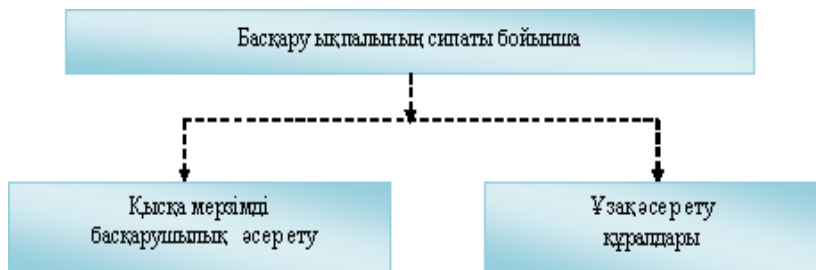 Басқару ықпалының сипаты бойынша
Қысқа мерзімді
басқарушылық әсер ету
Ұзақ әсер ету
құралдары